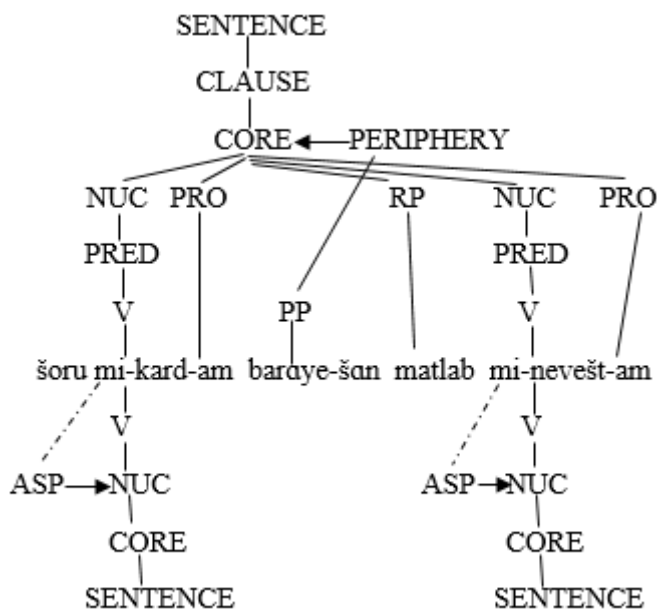 SENTENCE
CLAUSE
CORE PERIPHERY
NUC PRO RP NUC PRO
PRED PRED
V PP V
šoru mi-kard-am barɑye-šɑn matlab mi-nevešt-am
V V
ASP NUC ASP NUC
CORE CORE
SENTENCE SENTENCE